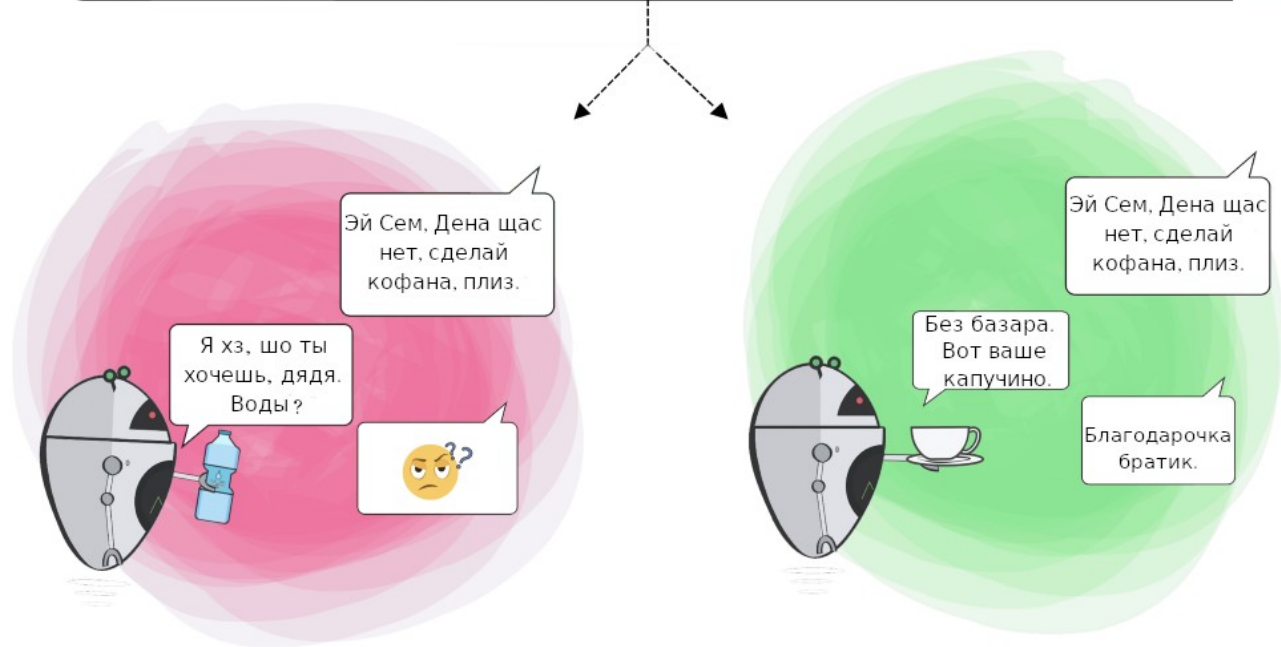 Эй Сем, Дена щас
нет, сделай
кофана, плиз.
Я хз, шо ты
хочешь, дядя.
Воды?
??
Эй Сем, Дена щас
нет, сделай
кофана, плиз.
Без базара.
Вот ваше
капучино.
Благодарочка
братик.